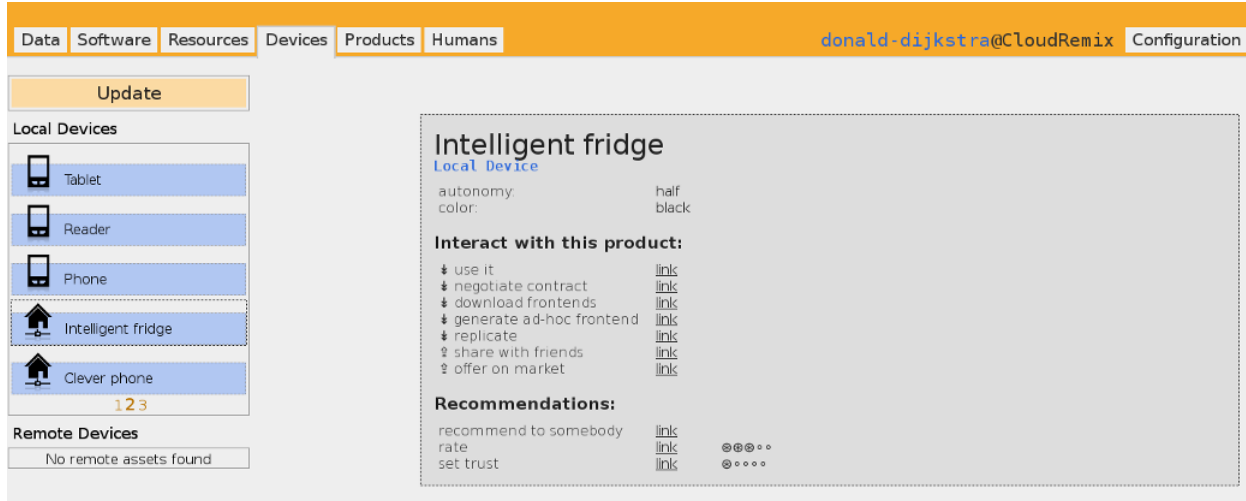 Data Software Resources Devices Products Humans donald-dijkstra@CloudRemix Configuration
Update
Local Devices
Tablet
Reader
Phone
Intelligent fridge
Clever phone
1 2 3
Remote Devices
No remote assets found
Intelligent fridge
Local Device
autonomy: half
color: black
Interact with this product:
use it link
negotiate contract link
download frontends link
generate ad-hoc frontend link
replicate link
share with friends link
offer on market link
Recommendations:
recommend to somebody link
rate link
set trust link